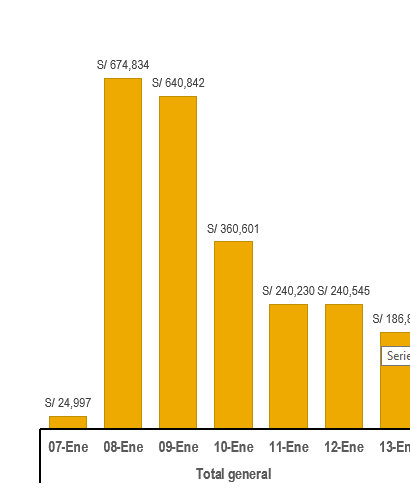 S/ 674,834
S/ 640,842
S/ 360,601
S/ 240,230 S/ 240,545
S/ 24,997
07-Ene 08-Ene 09-Ene 10-Ene 11-Ene 12-Ene
Total general